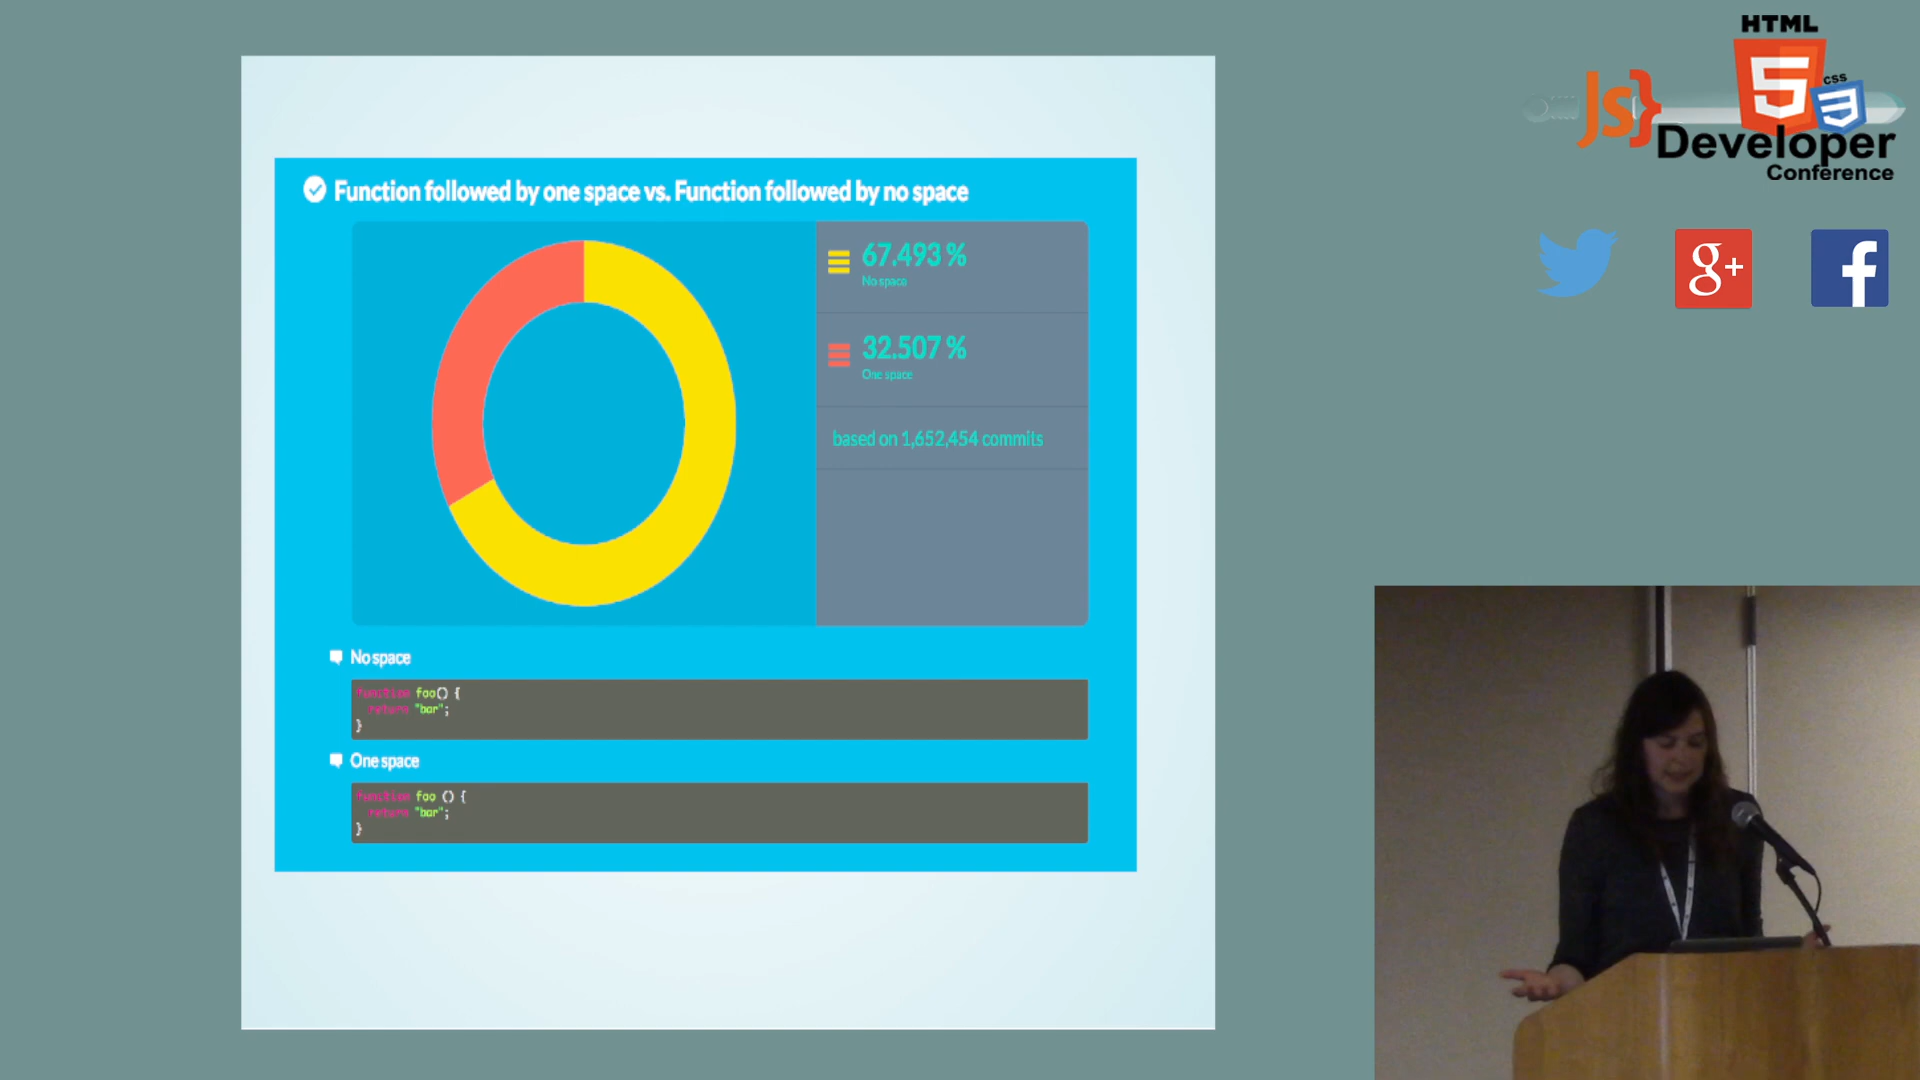 Function followed by one space vs. Function followed by no space
67.493 %
No space
32.507 %
One space
based on 1,652,454 commits
No space
function foo() {
return "bar";
}
One space
function foo () {
return "bar";
}
HTML
5
CSS
3
JS}
Developer
Conference
g+
f